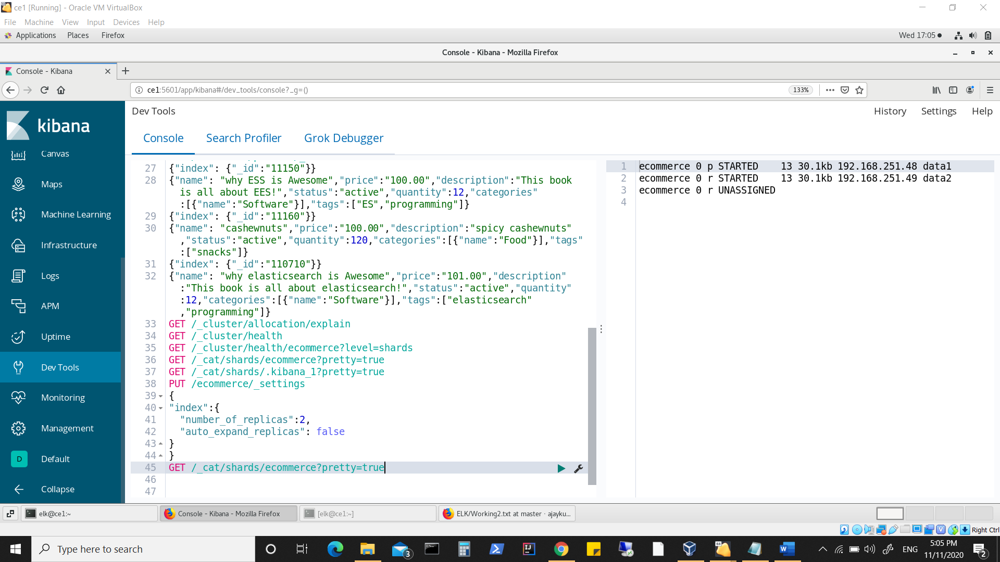 ce1 [Running] - Oracle VM VirtualBox
File Machine View Input Devices Help
Applications Places Firefox Wed 17:05
Console - Kibana - Mozilla Firefox
Console - Kibana
ce1:5601/app/kibana#/dev_tools/console?_g=() 133%
kibana
Canvas
Maps
Machine Learning
Infrastructure
Logs
APM
Uptime
Dev Tools
Monitoring
Management
D Default
Collapse
Dev Tools History Settings Help
Console Search Profiler Grok Debugger
27 {"index": {"_id":"11150"}}
28 {"name": "why ESS is Awesome","price":"100.00","description":"This book
is all about EES!","status":"active","quantity":12,"categories"
:[{"name":"Software"}],"tags":["ES","programming"]}
29 {"index": {"_id":"11160"}}
30 {"name": "cashewnuts","price":"100.00","description":"spicy cashewnuts"
,"status":"active","quantity":120,"categories":[{"name":"Food"}],"tags"
:["snacks"]}
31 {"index": {"_id":"110710"}}
32 {"name": "why elasticsearch is Awesome","price":"101.00","description"
:"This book is all about elasticsearch!","status":"active","quantity"
:12,"categories":[{"name":"Software"}],"tags":["elasticsearch"
,"programming"]}
33 GET /_cluster/allocation/explain
34 GET /_cluster/health
35 GET /_cluster/health/ecommerce?level=shards
36 GET /_cat/shards/ecommerce?pretty=true
37 GET /_cat/shards/.kibana_1?pretty=true
38 PUT /ecommerce/_settings
39 {
40 "index":{
41 "number_of_replicas":2,
42 "auto_expand_replicas": false
43 }
44 }
45 GET /_cat/shards/ecommerce?pretty=true
46
47
1 ecommerce 0 p STARTED 13 30.1kb 192.168.251.48 data1
2 ecommerce 0 r STARTED 13 30.1kb 192.168.251.49 data2
3 ecommerce 0 r UNASSIGNED
4
elk@ce1:~ Console - Kibana - Mozilla Firefox [elk@ce1:~] ELK/Working2.txt at master · ajayku...
Right Ctrl
Type here to search 3 ENG 5:05 PM
11/11/2020 2